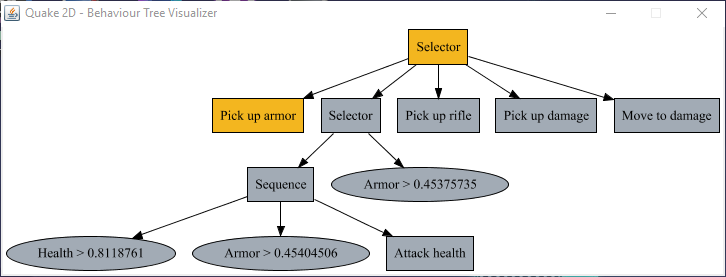 Quake 2D - Behaviour Tree Visualizer
Selector
Pick up armor
Selector
Pick up rifle
Pick up damage
Move to damage
Sequence
Armor > 0.45375735
Health > 0.8118761
Armor > 0.45404506
Attack health